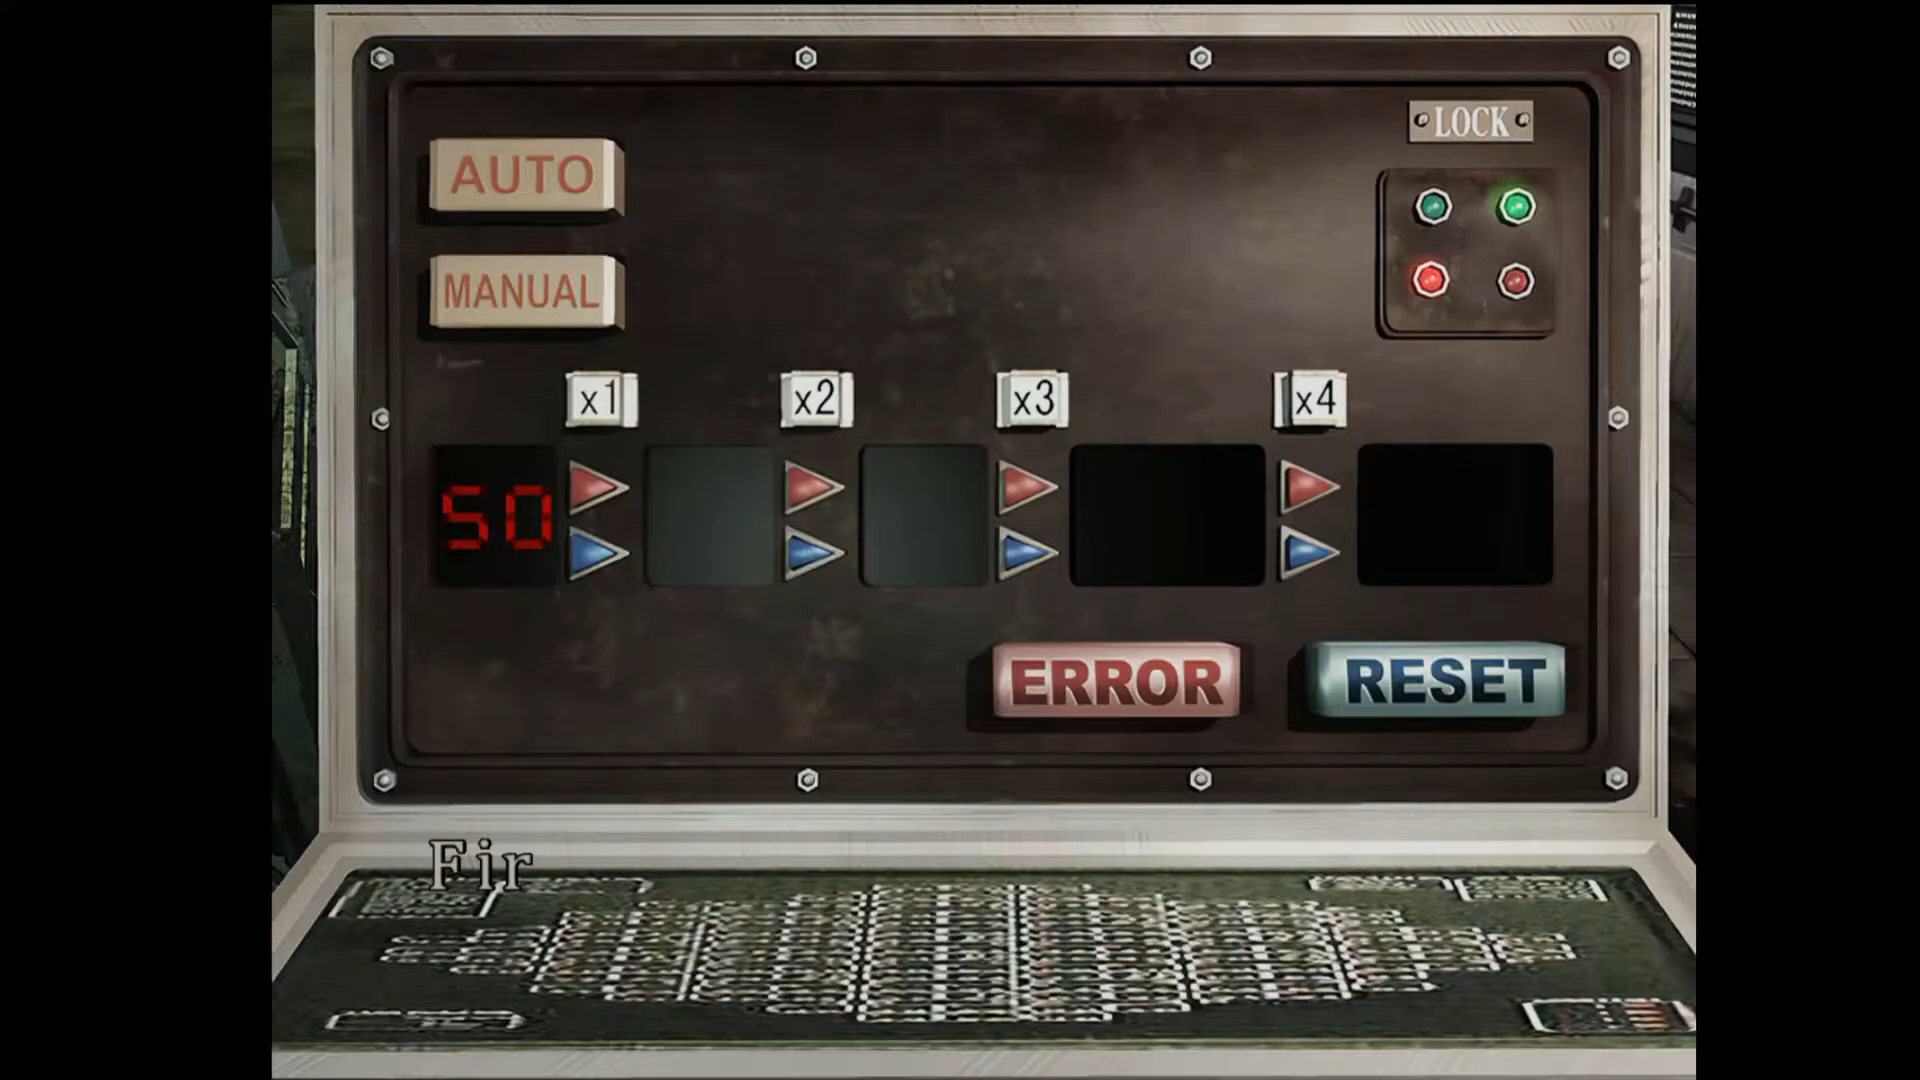 LOCK
AUTO
MANUAL
x1 x2 x3 x4
50
ERROR RESET
Fir